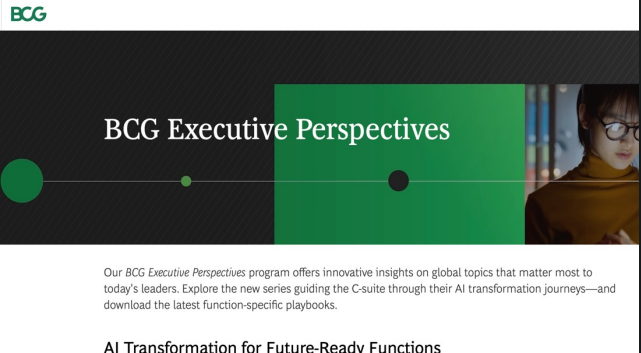 BCG
BCG Executive Perspectives
Our BCG Executive Perspectives program offers innovative insights on global topics that matter most to
today's leaders. Explore the new series guiding the C-suite through their AI transformation journeys—and
download the latest function-specific playbooks.
AI Transformation for Future-Ready Functions